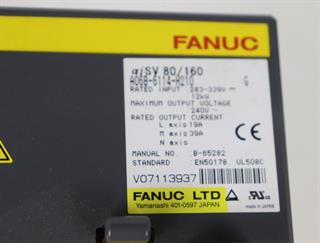 FANUC
αiSV 80/160
A06B-6114-H210 G
RATED INPUT 283-339V ⎓
12kW
MAXIMUM OUTPUT VOLTAGE
240V ~
RATED OUTPUT CURRENT
L axis 19A
M axis 39A
N axis
MANUAL NO. : B-65282
STANDARD : EN50178, UL508C
V07113937
FANUC LTD
Yamanashi 401-0597 JAPAN